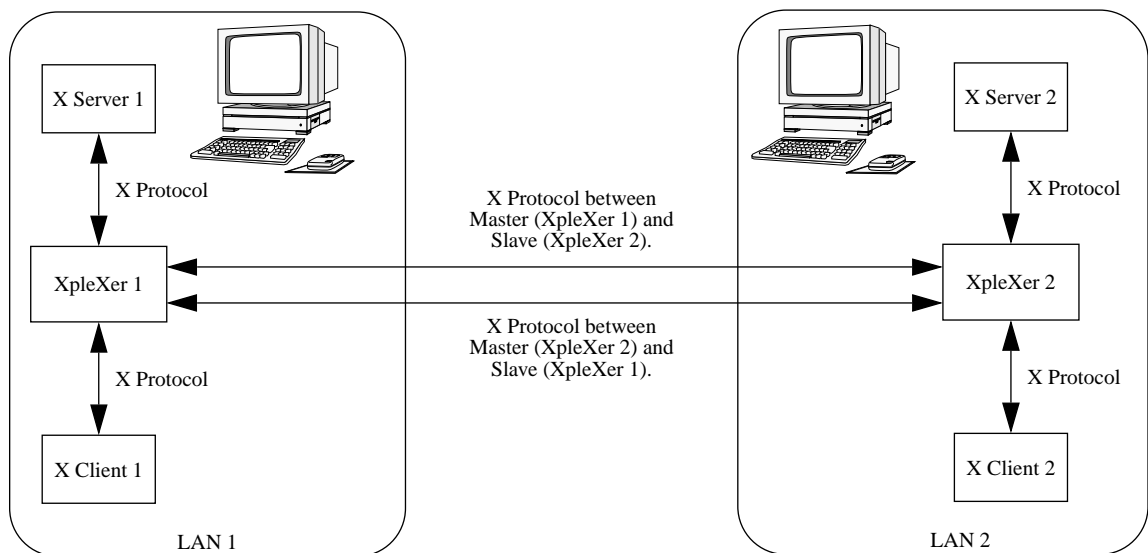 X Server 1
X Protocol
XpleXer 1
X Protocol
X Client 1
LAN 1
X Protocol between
Master (XpleXer 1) and
Slave (XpleXer 2).
X Protocol between
Master (XpleXer 2) and
Slave (XpleXer 1).
X Server 2
X Protocol
XpleXer 2
X Protocol
X Client 2
LAN 2